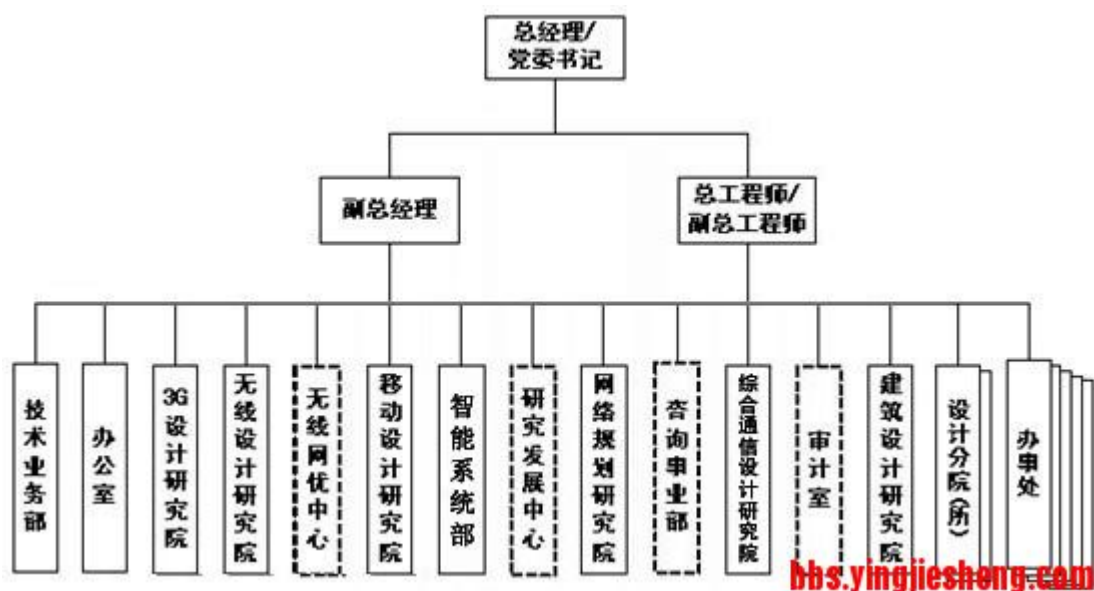 总经理/
党委书记
副总经理
总工程师/
副总工程师
技术业务部
办公室
3G设计研究院
无线设计研究院
无线网优中心
移动设计研究院
智能系统部
研究发展中心
网络规划研究院
咨询事业部
综合通信设计研究院
审计室
建筑设计研究院
设计分院(所)
办事处
bbs.yingjiesheng.com